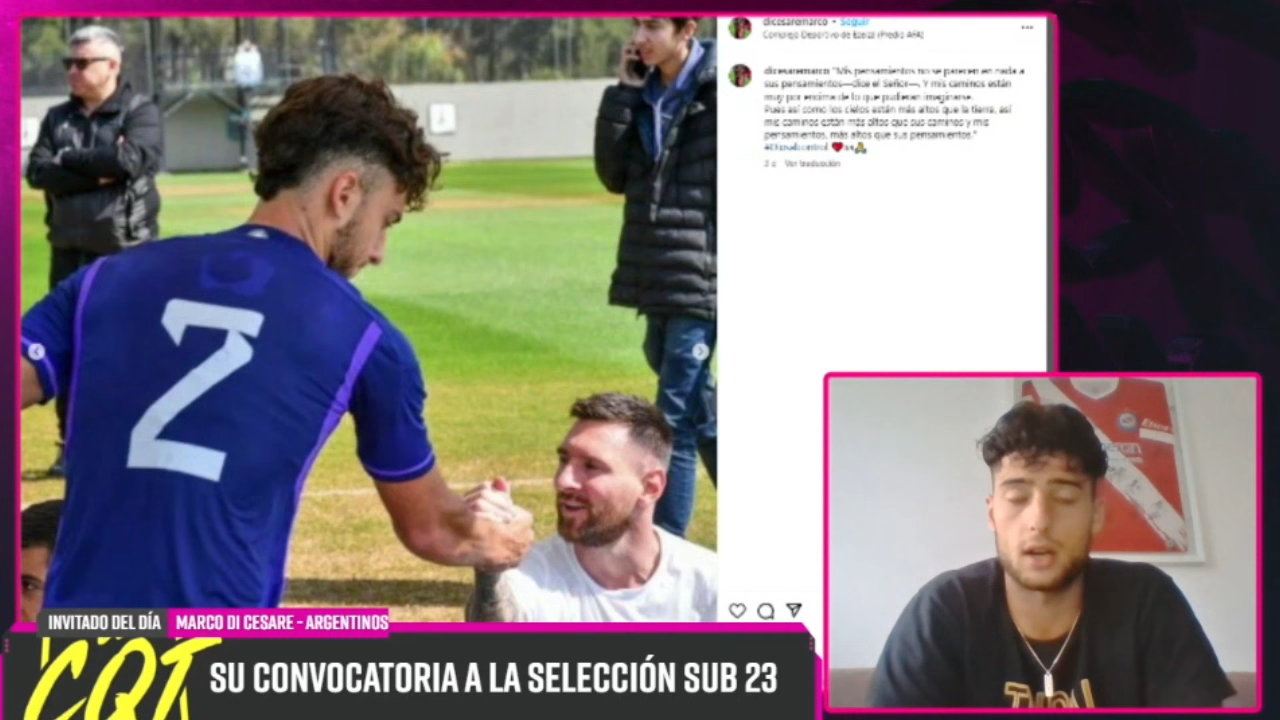 dicesaremarco • Seguir
Complejo Deportivo de Ezeiza (Predio AFA)
dicesaremarco "Mis pensamientos no se parecen en nada a
sus pensamientos—dice el Señor—. Y mis caminos están
muy por encima de lo que pudieran imaginarse.
Pues así como los cielos están más altos que la tierra, así
mis caminos están más altos que sus caminos y mis
pensamientos, más altos que sus pensamientos."
#Diosalcontrol
Ver traducción
2
INVITADO DEL DÍA MARCO DI CESARE - ARGENTINOS
CQT
SU CONVOCATORIA A LA SELECCIÓN SUB 23